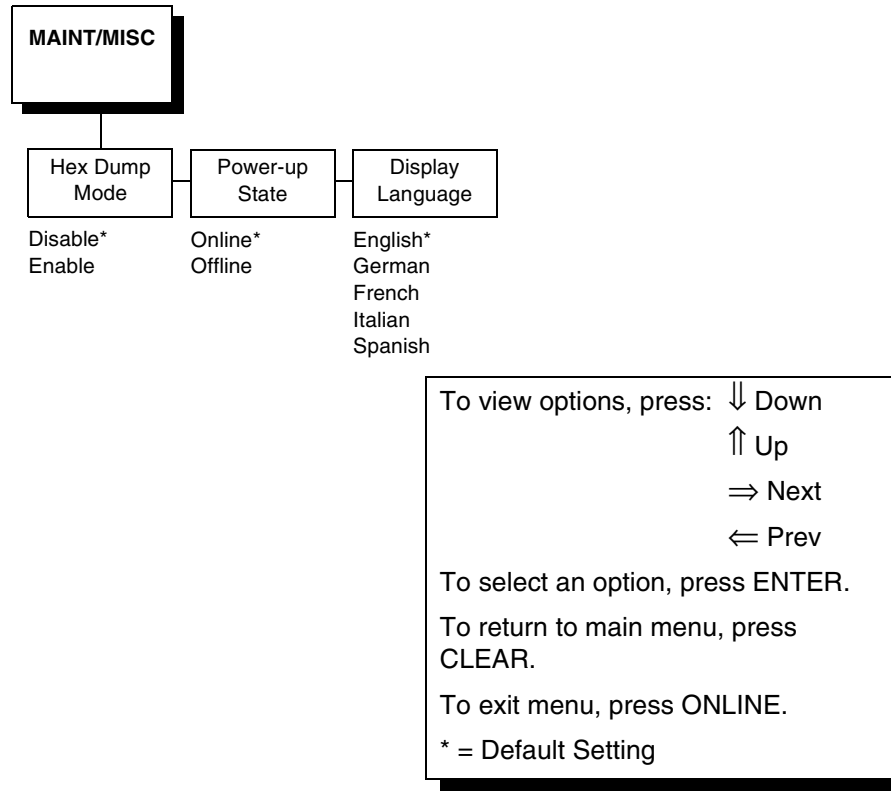 MAINT/MISC
Hex Dump
Mode
Power-up
State
Display
Language
Disable*
Enable
Online*
Offline
English*
German
French
Italian
Spanish
To view options, press: ⇓ Down
⇑ Up
⇒ Next
⇐ Prev
To select an option, press ENTER.
To return to main menu, press
CLEAR.
To exit menu, press ONLINE.
* = Default Setting